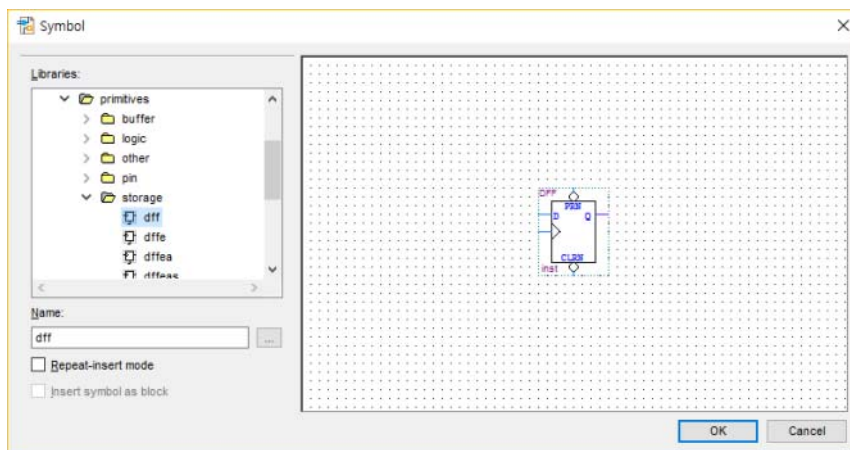 Symbol
Libraries:
primitives
buffer
logic
other
pin
storage
dff
dffe
dffea
dffeas
Name:
dff
...
Repeat-insert mode
Insert symbol as block
DFF
PRN
D Q
CLRN
inst
OK Cancel